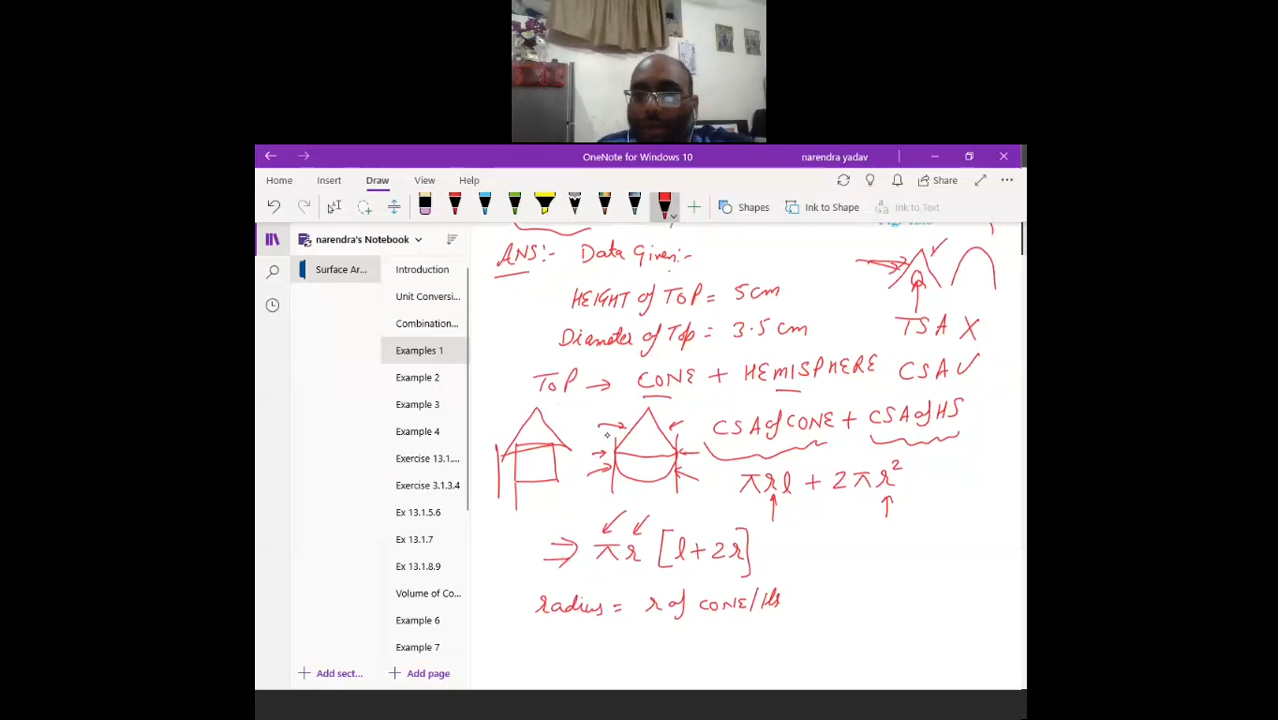 OneNote for Windows 10
narendra yadav
Home Insert Draw View Help
Share
Shapes
Ink to Shape
Ink to Text
narendra's Notebook
Surface Ar...
Introduction
Unit Conversi...
Combination...
Examples 1
Example 2
Example 3
Example 4
Exercise 13.1...
Exercise 3.1.3.4
Ex 13.1.5.6
Ex 13.1.7
Ex 13.1.8.9
Volume of Co...
Example 6
Example 7
Add sect...
Add page
ANS:- Data Given:-
HEIGHT of TOP = 5cm
Diameter of Top = 3.5 cm
TSA X
TOP → CONE + HEMISPHERE CSA ✓
CSA of CONE + CSA of HS
πrl + 2πr²
⇒ πr [l+2r]
radius = r of CONE/HS